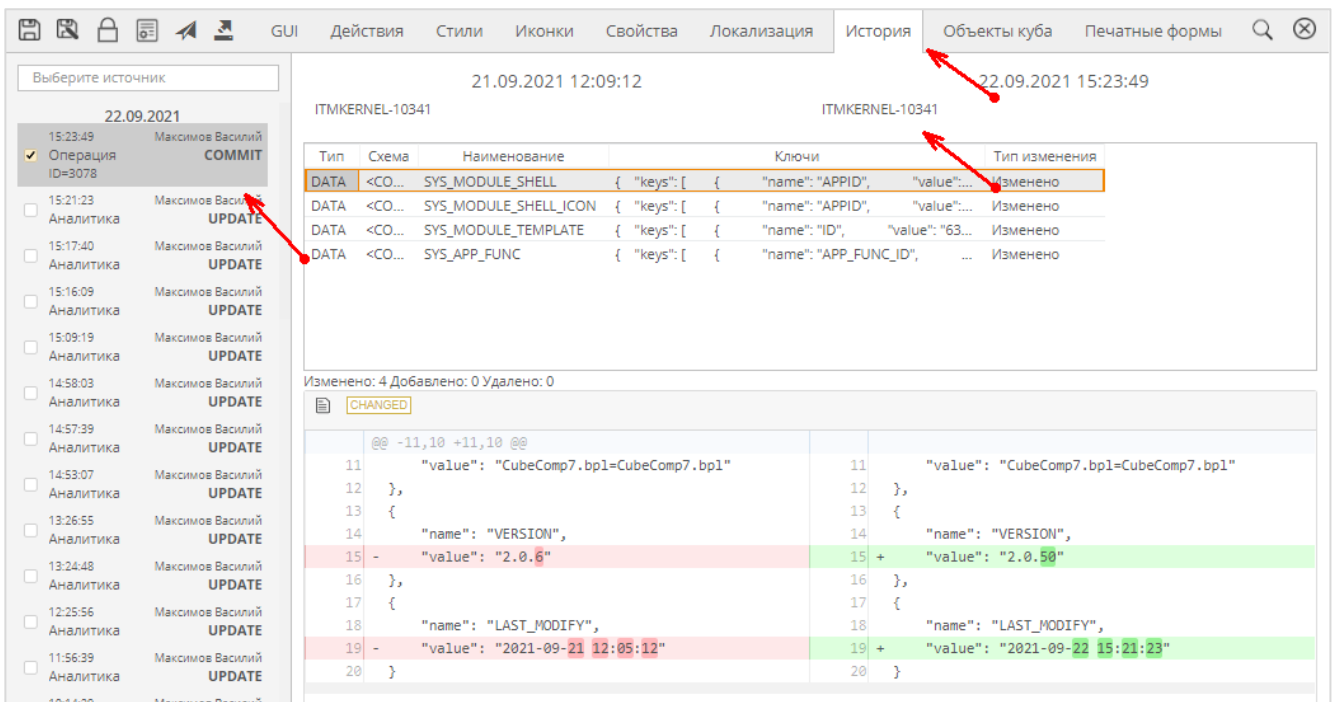 GUI Действия Стили Иконки Свойства Локализация История Объекты куба Печатные формы
Выберите источник
22.09.2021
15:23:49 Максимов Василий
Операция COMMIT
ID=3078
15:21:23 Максимов Василий
Аналитика UPDATE
15:17:40 Максимов Василий
Аналитика UPDATE
15:16:09 Максимов Василий
Аналитика UPDATE
15:09:19 Максимов Василий
Аналитика UPDATE
14:58:03 Максимов Василий
Аналитика UPDATE
14:57:39 Максимов Василий
Аналитика UPDATE
14:53:07 Максимов Василий
Аналитика UPDATE
13:26:55 Максимов Василий
Аналитика UPDATE
13:24:48 Максимов Василий
Аналитика UPDATE
12:25:56 Максимов Василий
Аналитика UPDATE
11:56:39 Максимов Василий
Аналитика UPDATE
21.09.2021 12:09:12 22.09.2021 15:23:49
ITMKERNEL-10341 ITMKERNEL-10341
Тип Схема Наименование Ключи Тип изменения
DATA <CO... SYS_MODULE_SHELL { "keys": [ { "name": "APPID", "value":... Изменено
DATA <CO... SYS_MODULE_SHELL_ICON { "keys": [ { "name": "APPID", "value":... Изменено
DATA <CO... SYS_MODULE_TEMPLATE { "keys": [ { "name": "ID", "value": "63... Изменено
DATA <CO... SYS_APP_FUNC { "keys": [ { "name": "APP_FUNC_ID", ... Изменено
Изменено: 4 Добавлено: 0 Удалено: 0
CHANGED
@@ -11,10 +11,10 @@
11 "value": "CubeComp7.bpl=CubeComp7.bpl" 11 "value": "CubeComp7.bpl=CubeComp7.bpl"
12 }, 12 },
13 { 13 {
14 "name": "VERSION", 14 "name": "VERSION",
15 - "value": "2.0.6" 15 + "value": "2.0.50"
16 }, 16 },
17 { 17 {
18 "name": "LAST_MODIFY", 18 "name": "LAST_MODIFY",
19 - "value": "2021-09-21 12:05:12" 19 + "value": "2021-09-22 15:21:23"
20 } 20 }